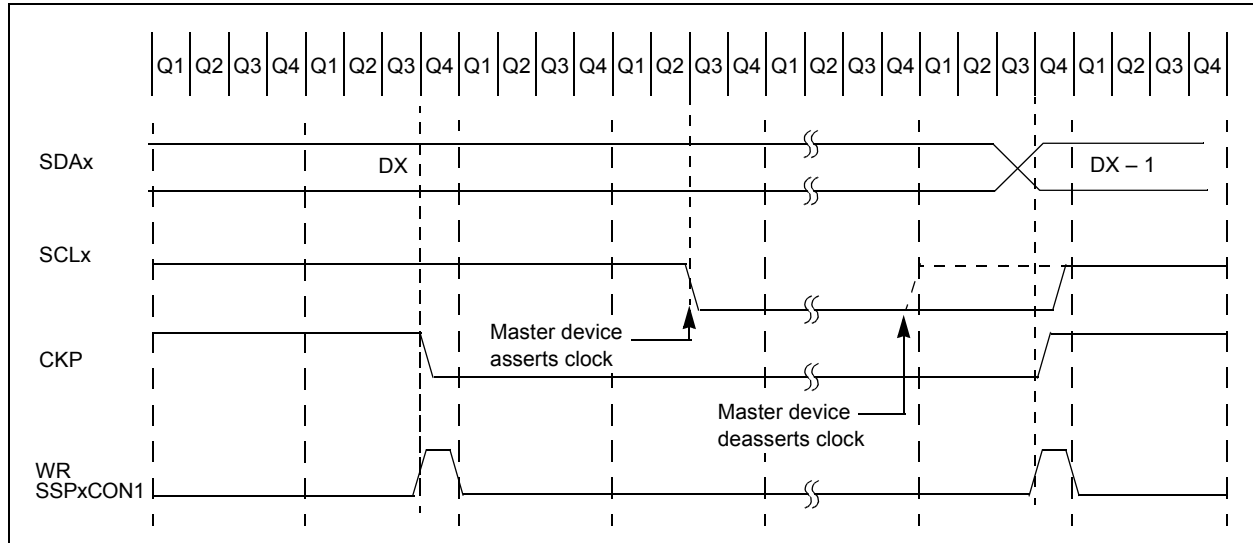 Q1 Q2 Q3 Q4 Q1 Q2 Q3 Q4 Q1 Q2 Q3 Q4 Q1 Q2 Q3 Q4 Q1 Q2 Q3 Q4 Q1 Q2 Q3 Q4 Q1 Q2 Q3 Q4
SDAx
DX
DX – 1
SCLx
Master device
asserts clock
CKP
Master device
deasserts clock
WR
SSPxCON1